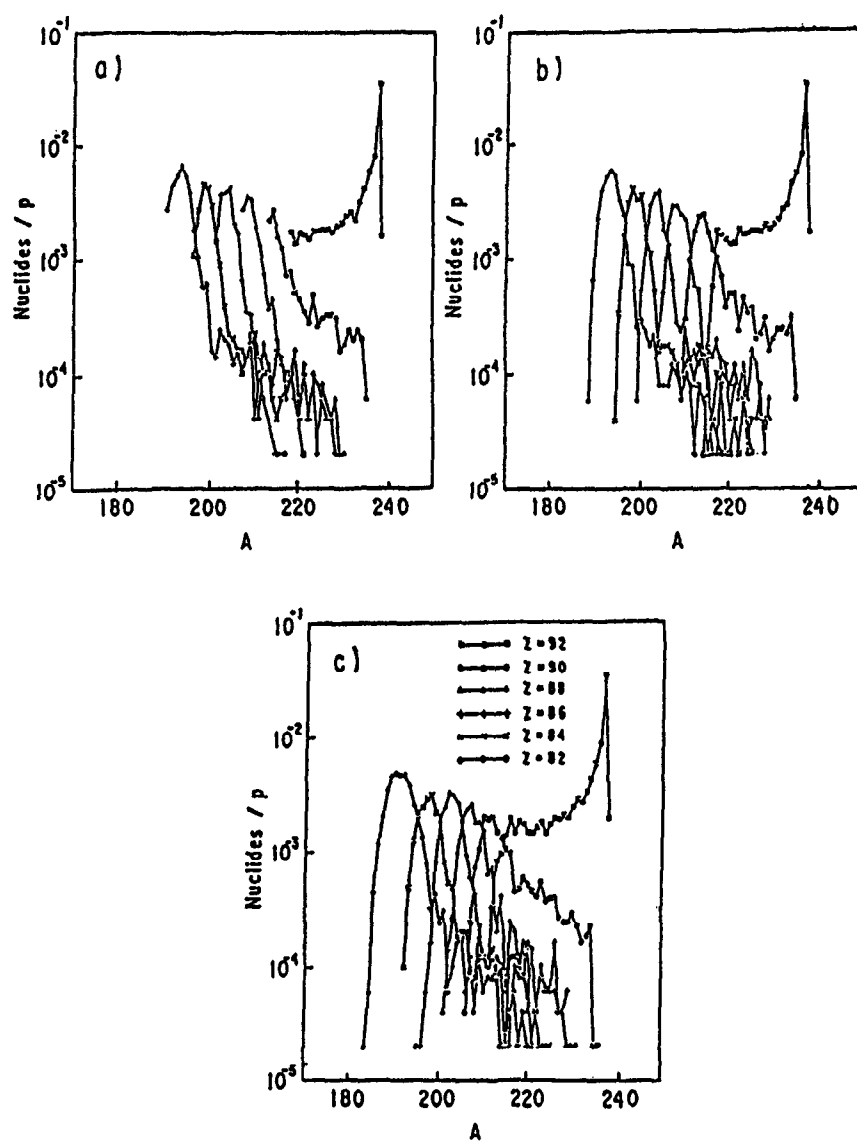 a)
Nuclides / p
10⁻¹
10⁻²
10⁻³
10⁻⁴
10⁻⁵
180 200 220 240
A
b)
Nuclides / p
10⁻¹
10⁻²
10⁻³
10⁻⁴
10⁻⁵
180 200 220 240
A
c)
Nuclides / p
10⁻¹
10⁻²
10⁻³
10⁻⁴
10⁻⁵
Z = 92
Z = 90
Z = 88
Z = 86
Z = 84
Z = 82
180 200 220 240
A